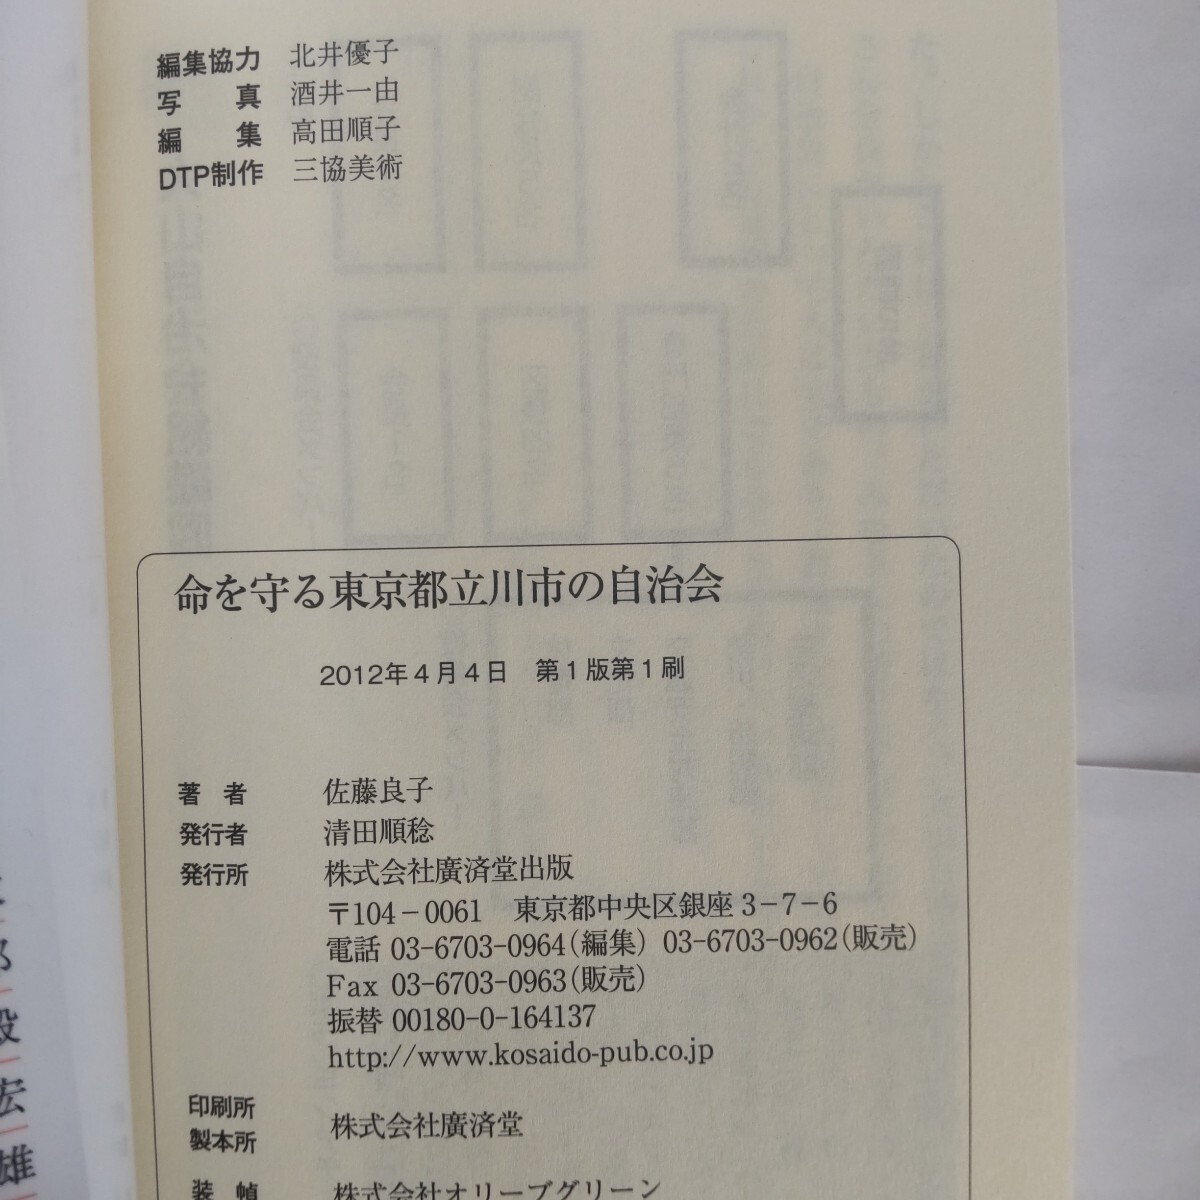 編集協力　北井優子
写　　真　酒井一由
編　　集　高田順子
DTP制作　三協美術
命を守る東京都立川市の自治会
2012年4月4日　第1版第1刷
著　者　佐藤良子
発行者　清田順稔
発行所　株式会社廣済堂出版
〒104－0061　東京都中央区銀座3－7－6
電話 03-6703-0964(編集) 03-6703-0962(販売)
Fax 03-6703-0963(販売)
振替 00180-0-164137
http://www.kosaido-pub.co.jp
印刷所
製本所　株式会社廣済堂
装　幀　株式会社オリーブグリーン
殿
宏
雄